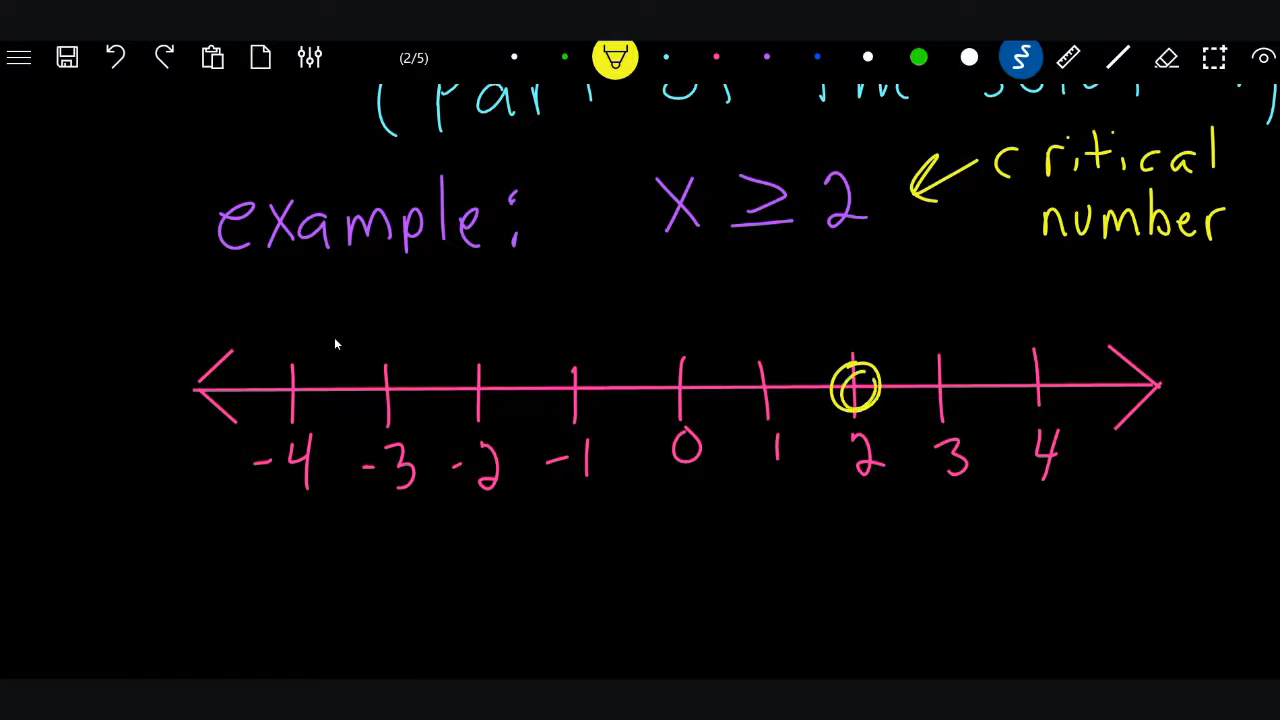 (2/5)
example: x ≥ 2
critical
number
-4 -3 -2 -1 0 1 2 3 4